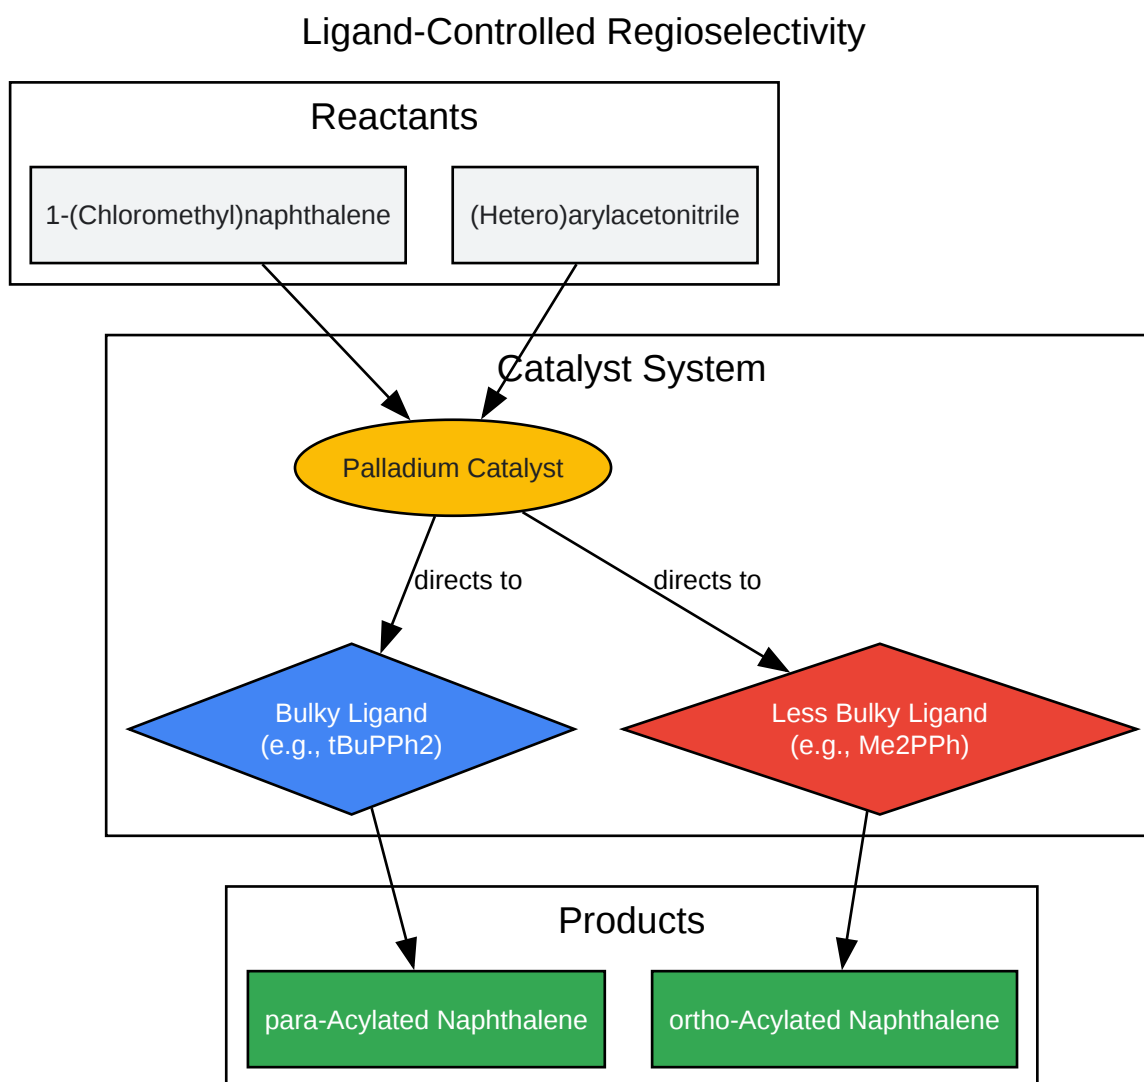 Ligand-Controlled Regioselectivity
Reactants
1-(Chloromethyl)naphthalene
(Hetero)arylacetonitrile
Catalyst System
Palladium Catalyst
directs to
directs to
Bulky Ligand
(e.g., tBuPPh2)
Less Bulky Ligand
(e.g., Me2PPh)
Products
para-Acylated Naphthalene
ortho-Acylated Naphthalene